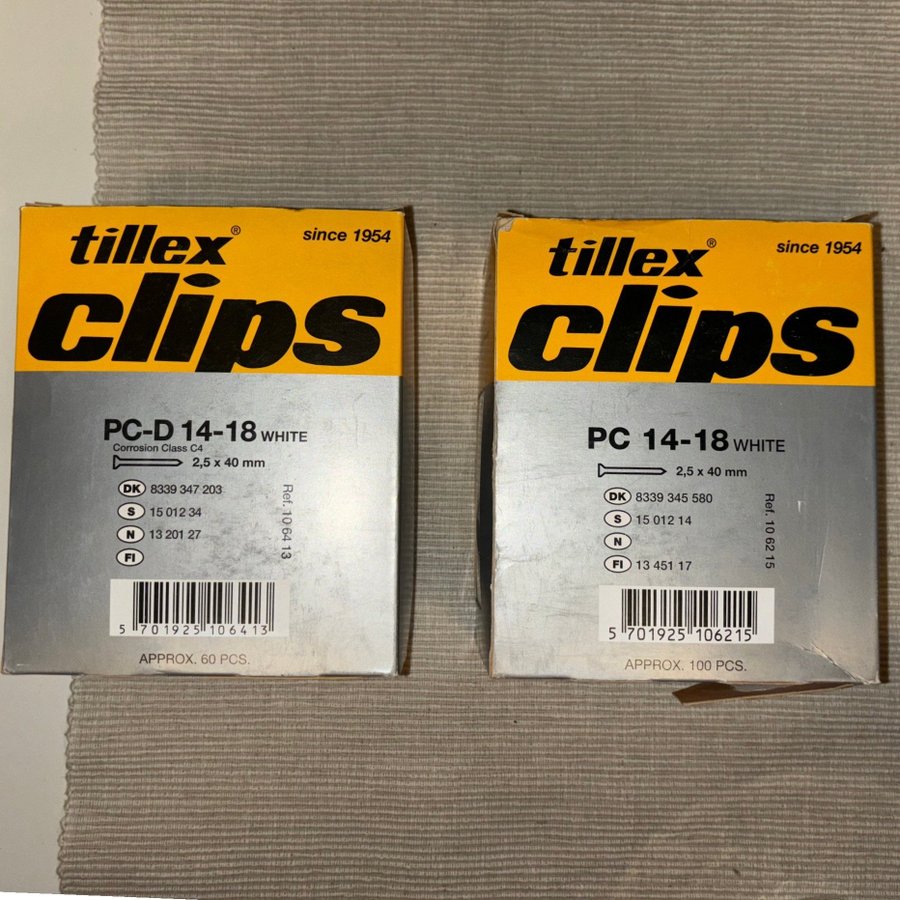 tillex® since 1954
clips
PC-D 14-18 WHITE
Corrosion Class C4
2,5 x 40 mm
DK 8339 347 203
S 15 012 34
N 13 201 27
FI
Ref. 10 64 13
5 701925 106413
APPROX. 60 PCS.
tillex® since 1954
clips
PC 14-18 WHITE
2,5 x 40 mm
DK 8339 345 580
S 15 012 14
N
FI 13 451 17
Ref. 10 62 15
5 701925 106215
APPROX. 100 PCS.